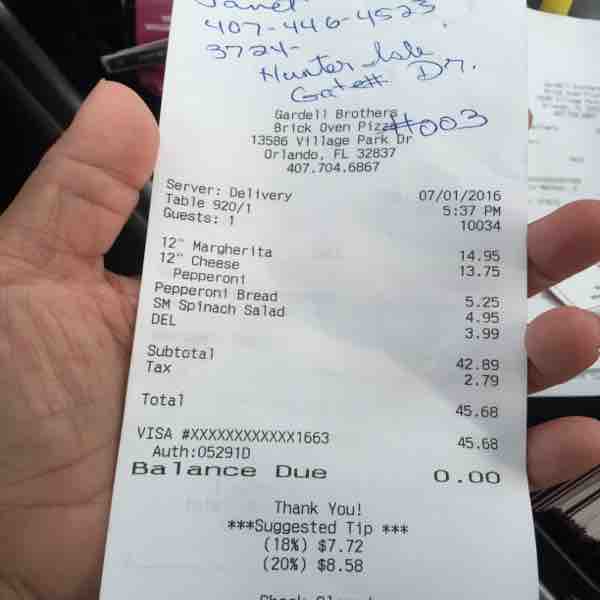 Janet
407-446-4523
3724-
Hunter Isle Dr.
Gate# #003
Gardell Brothers
Brick Oven Pizza
13586 Village Park Dr
Orlando, FL 32837
407.704.6867
Server: Delivery 07/01/2016
Table 920/1 5:37 PM
Guests: 1 10034
12" Margherita 14.95
12" Cheese 13.75
Pepperoni
Pepperoni Bread 5.25
SM Spinach Salad 4.95
DEL 3.99
Subtotal 42.89
Tax 2.79
Total 45.68
VISA #XXXXXXXXXXXX1663 45.68
Auth:05291D
Balance Due 0.00
Thank You!
***Suggested Tip ***
(18%) $7.72
(20%) $8.58